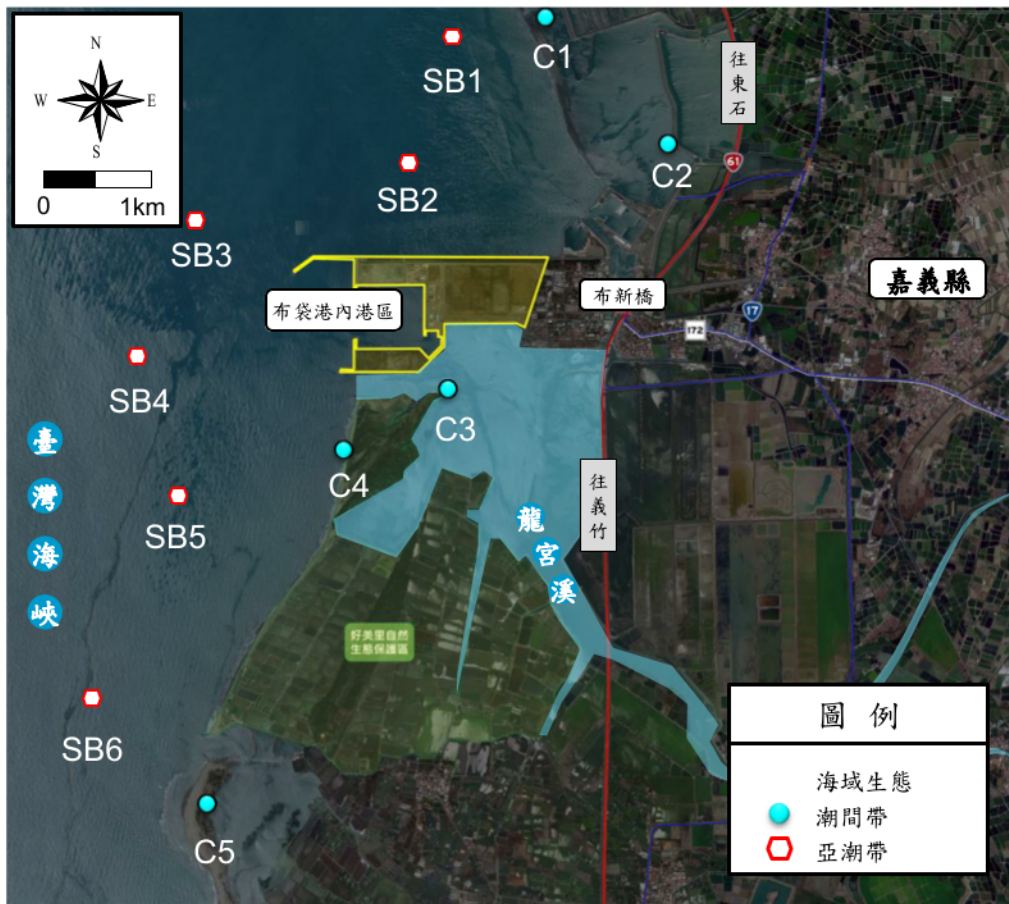 N
W
E
S
0
1km
C1
SB1
往東石
61
C2
SB2
SB3
嘉義縣
布新橋
布袋港內港區
17
172
SB4
C3
臺灣海峽
C4
往義竹
SB5
龍宮溪
好美里自然
生態保護區
SB6
C5
圖例
海域生態
潮間帶
亞潮帶